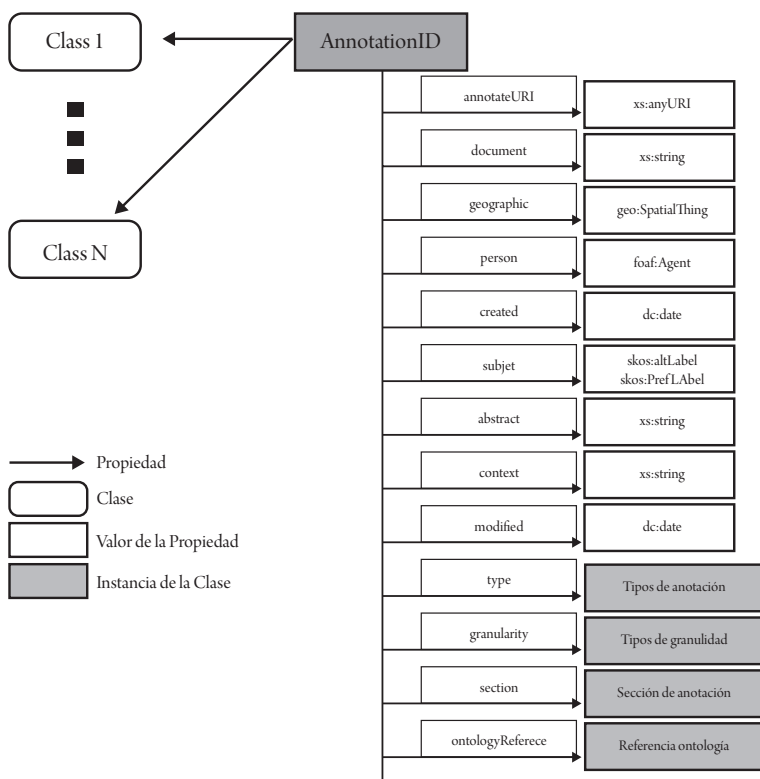 Class 1
AnnotationID
Class N
annotateURI
xs:anyURI
document
xs:string
geographic
geo:SpatialThing
person
foaf:Agent
created
dc:date
subjet
skos:altLabel
skos:PrefLAbel
abstract
xs:string
context
xs:string
modified
dc:date
type
Tipos de anotación
granularity
Tipos de granulidad
section
Sección de anotación
ontologyReferece
Referencia ontología
Propiedad
Clase
Valor de la Propiedad
Instancia de la Clase